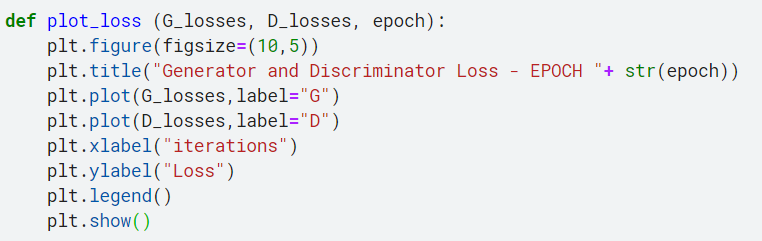 def plot_loss (G_losses, D_losses, epoch):
    plt.figure(figsize=(10,5))
    plt.title("Generator and Discriminator Loss - EPOCH "+ str(epoch))
    plt.plot(G_losses,label="G")
    plt.plot(D_losses,label="D")
    plt.xlabel("iterations")
    plt.ylabel("Loss")
    plt.legend()
    plt.show()